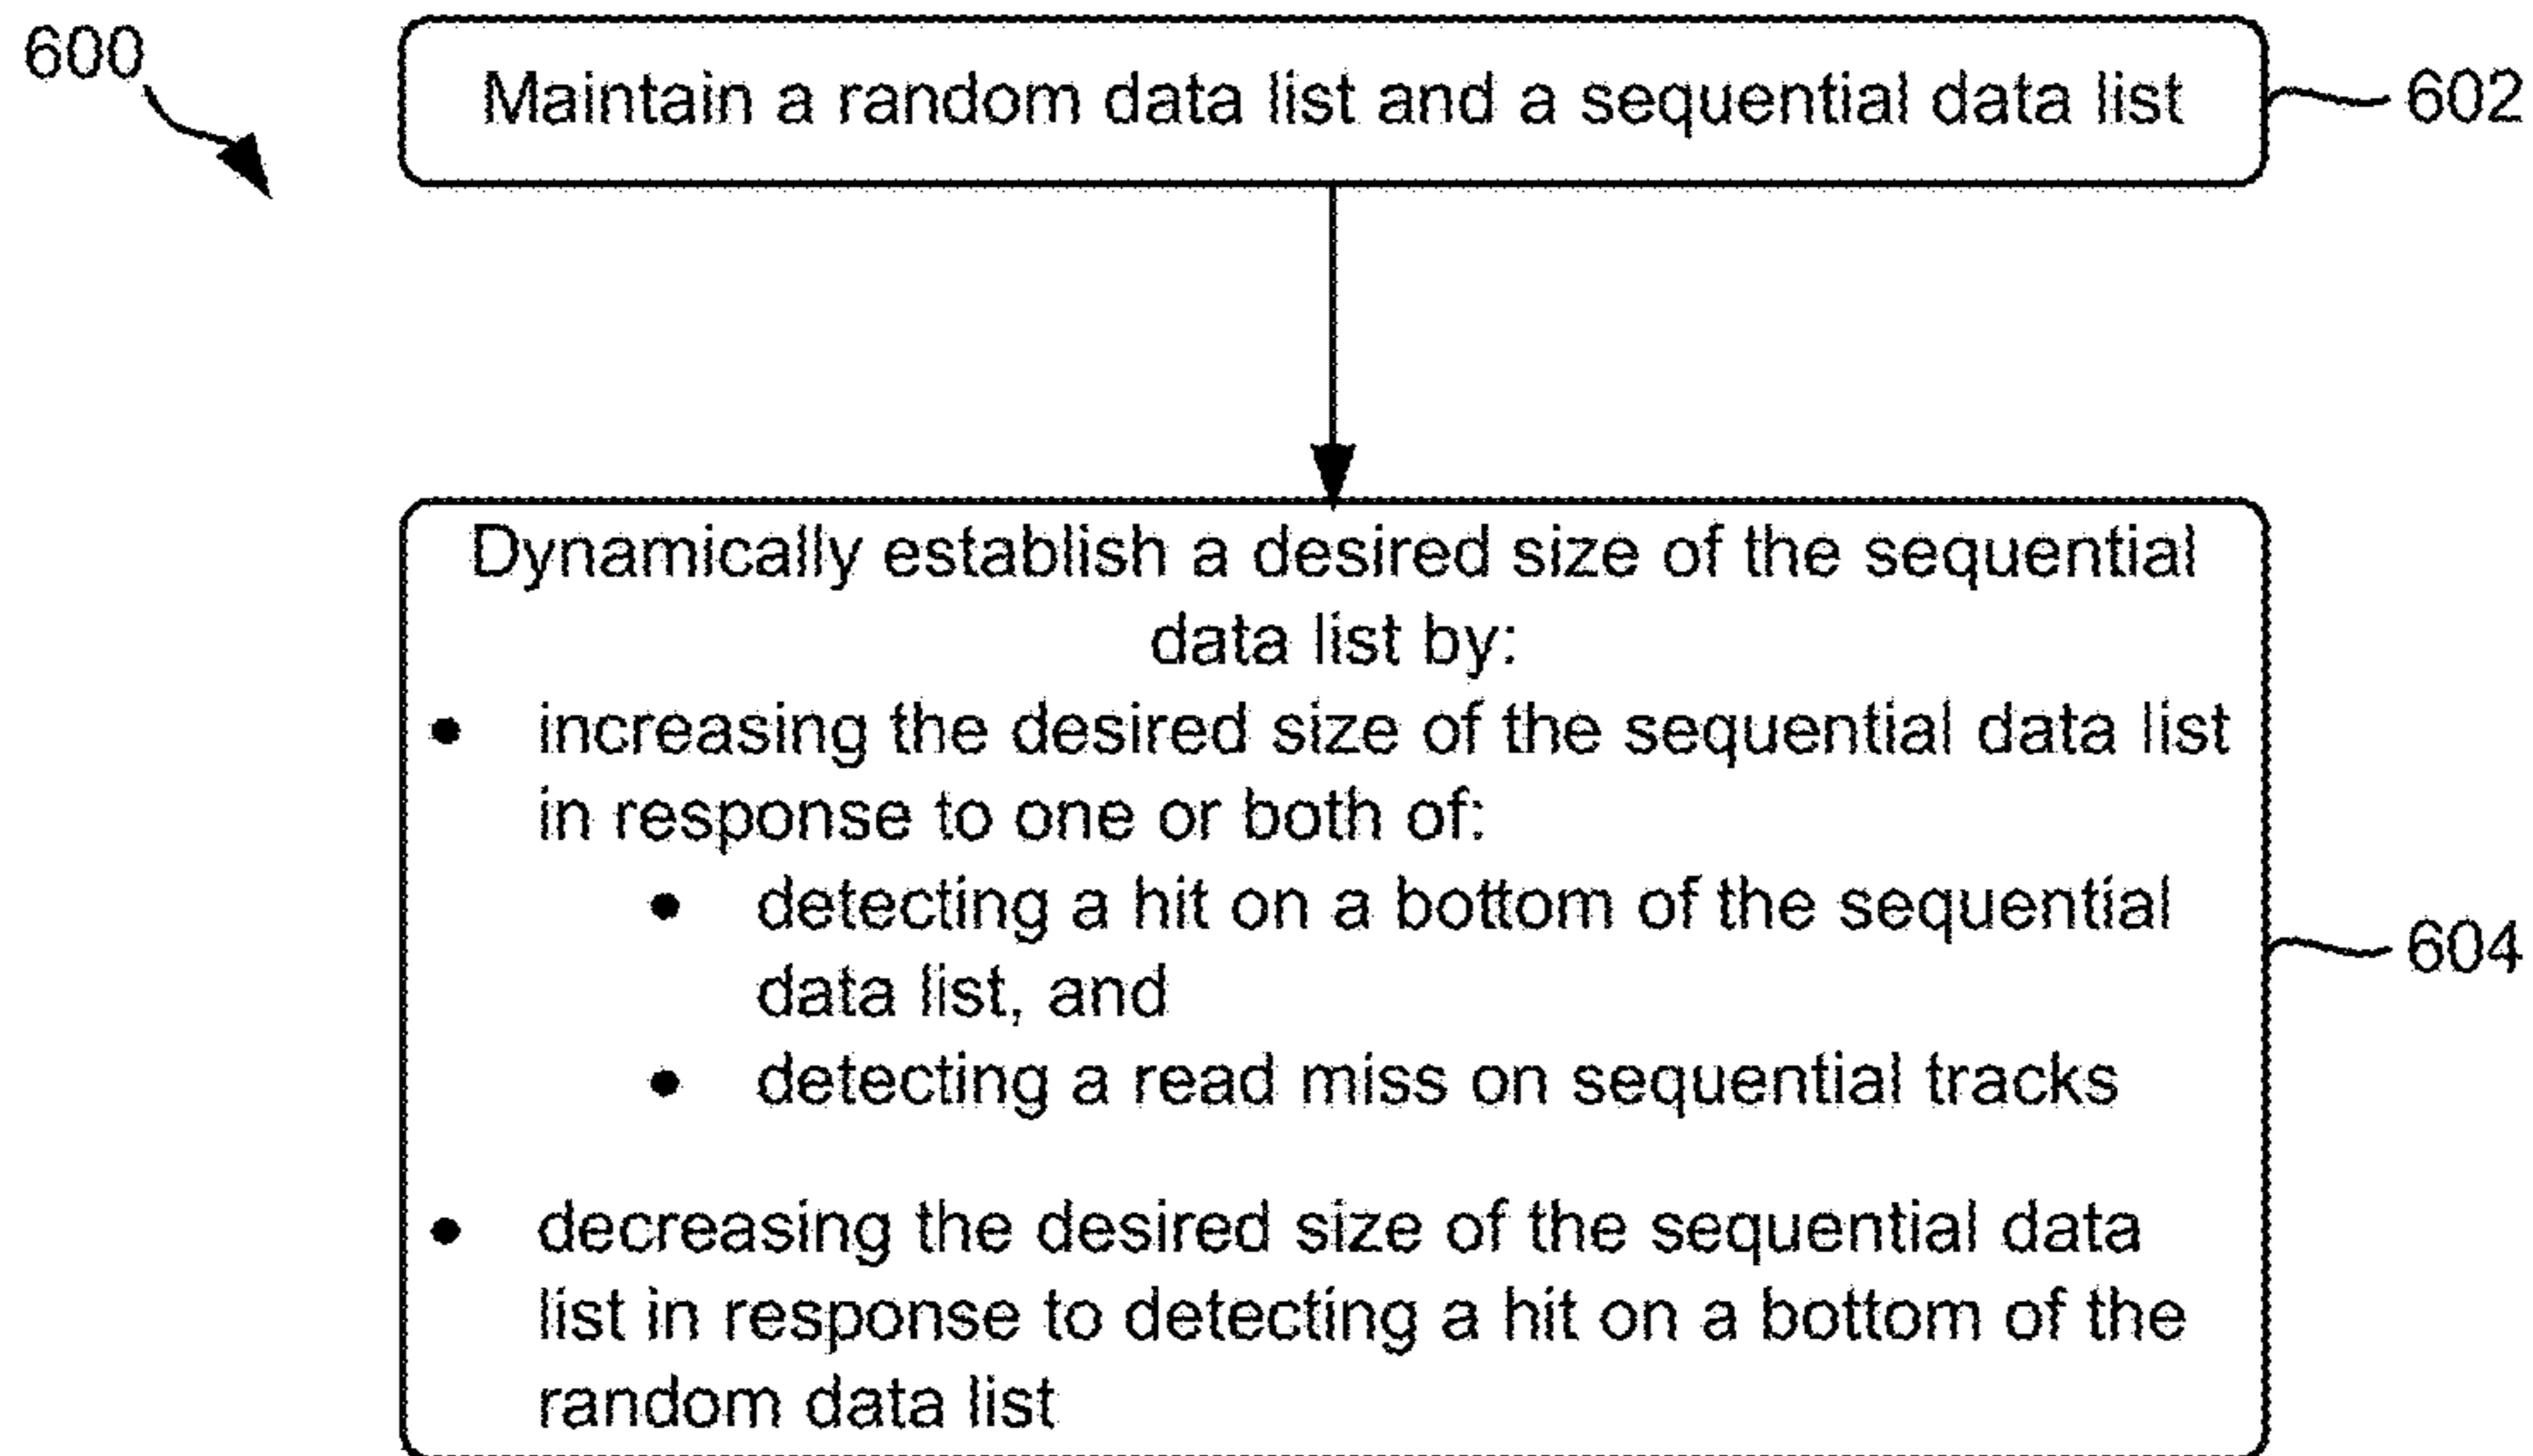 600
Maintain a random data list and a sequential data list
602
Dynamically establish a desired size of the sequential
data list by:
• increasing the desired size of the sequential data list
in response to one or both of:
• detecting a hit on a bottom of the sequential
data list, and
• detecting a read miss on sequential tracks
604
• decreasing the desired size of the sequential data
list in response to detecting a hit on a bottom of the
random data list